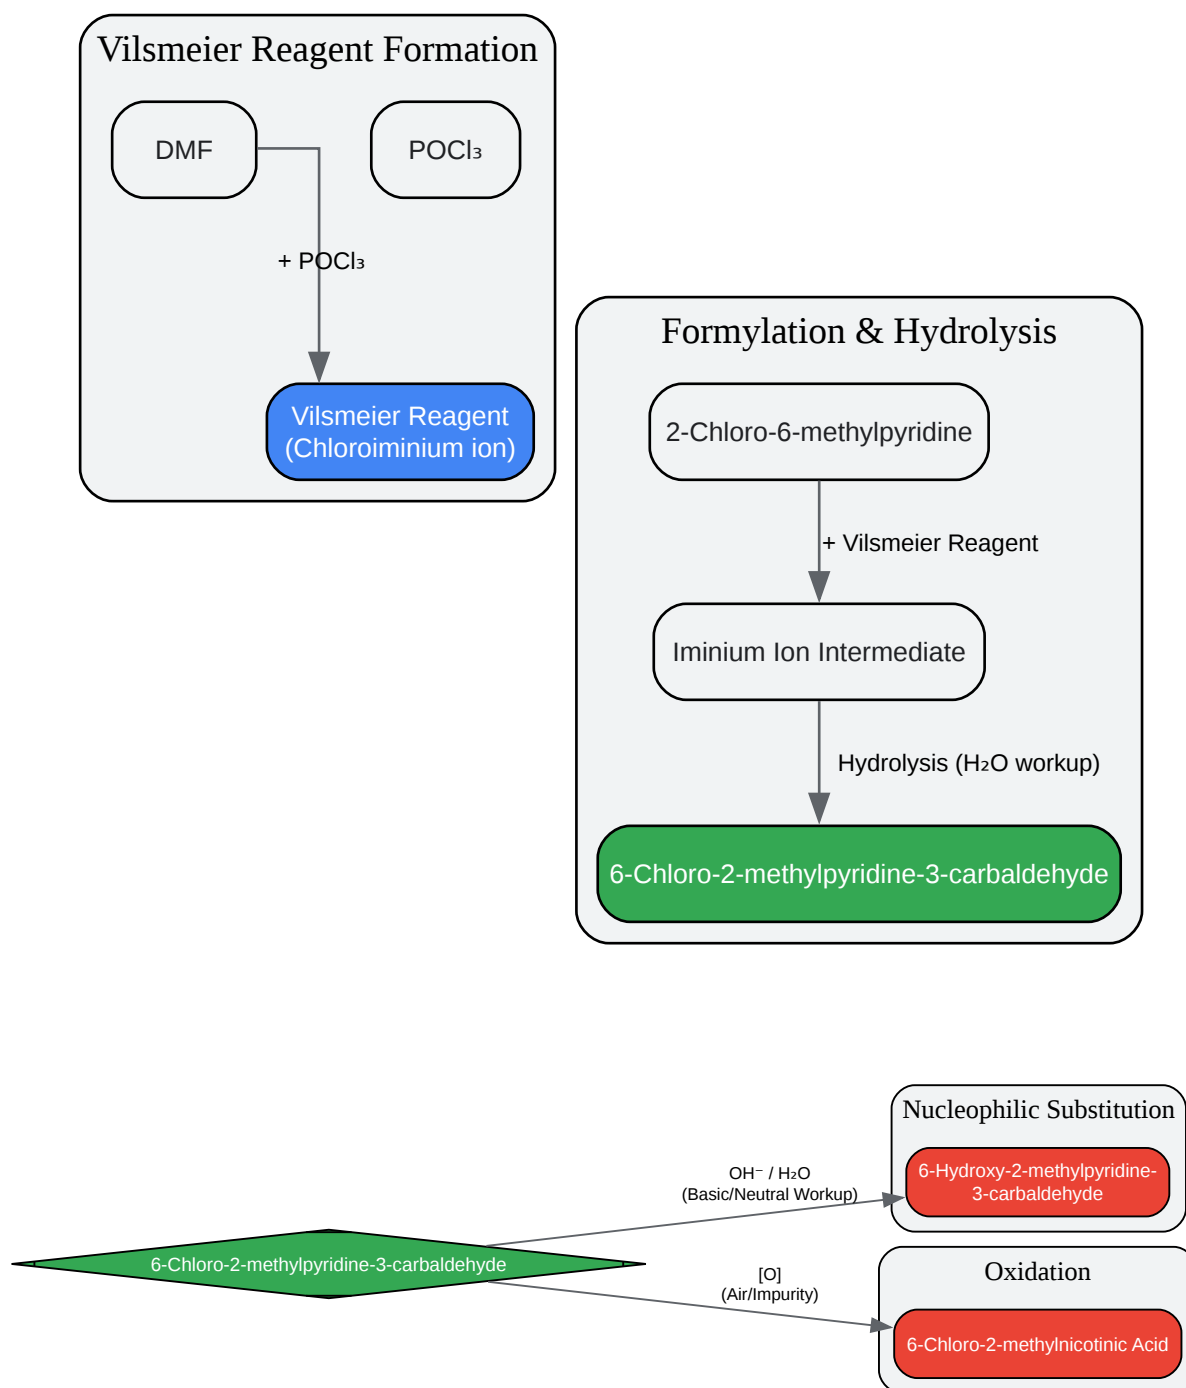 Vilsmeier Reagent Formation
DMF
POCl₃
+ POCl₃
Vilsmeier Reagent
(Chloroiminium ion)
Formylation & Hydrolysis
2-Chloro-6-methylpyridine
+ Vilsmeier Reagent
Iminium Ion Intermediate
Hydrolysis (H₂O workup)
6-Chloro-2-methylpyridine-3-carbaldehyde
Nucleophilic Substitution
6-Hydroxy-2-methylpyridine-
3-carbaldehyde
OH⁻ / H₂O
(Basic/Neutral Workup)
6-Chloro-2-methylpyridine-3-carbaldehyde
[O]
(Air/Impurity)
Oxidation
6-Chloro-2-methylnicotinic Acid